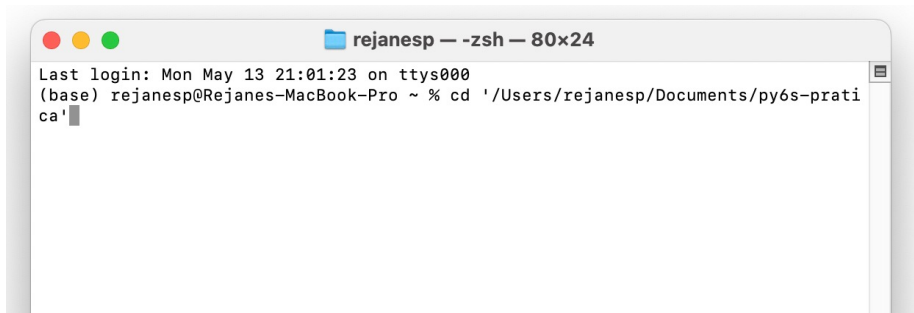 rejanesp — -zsh — 80×24
Last login: Mon May 13 21:01:23 on ttys000
(base) rejanesp@Rejanes-MacBook-Pro ~ % cd '/Users/rejanesp/Documents/py6s-prati
ca'